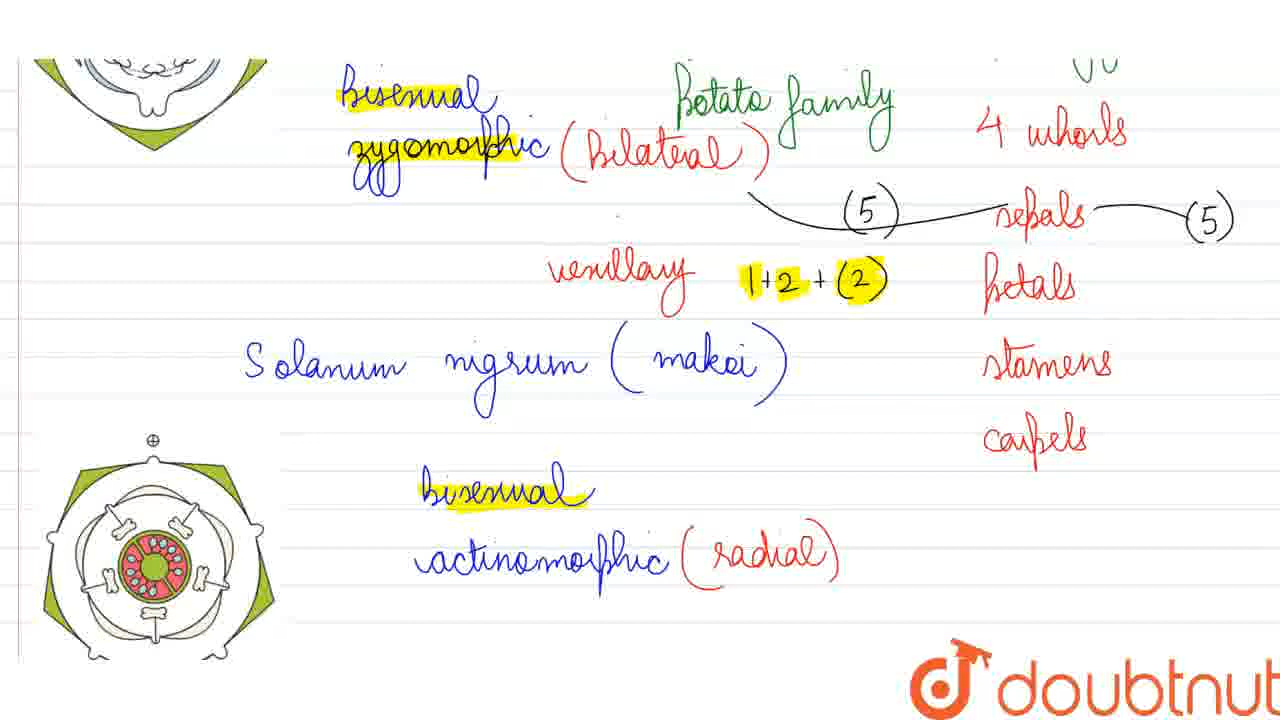 bisexual
zygomorphic (bilateral)
Potato family
4 whorls
(5) sepals (5)
vexillary 1+2+(2) petals
Solanum nigrum (makoi) stamens
carpels
⊕
bisexual
actinomorphic (radial)
doubtnut